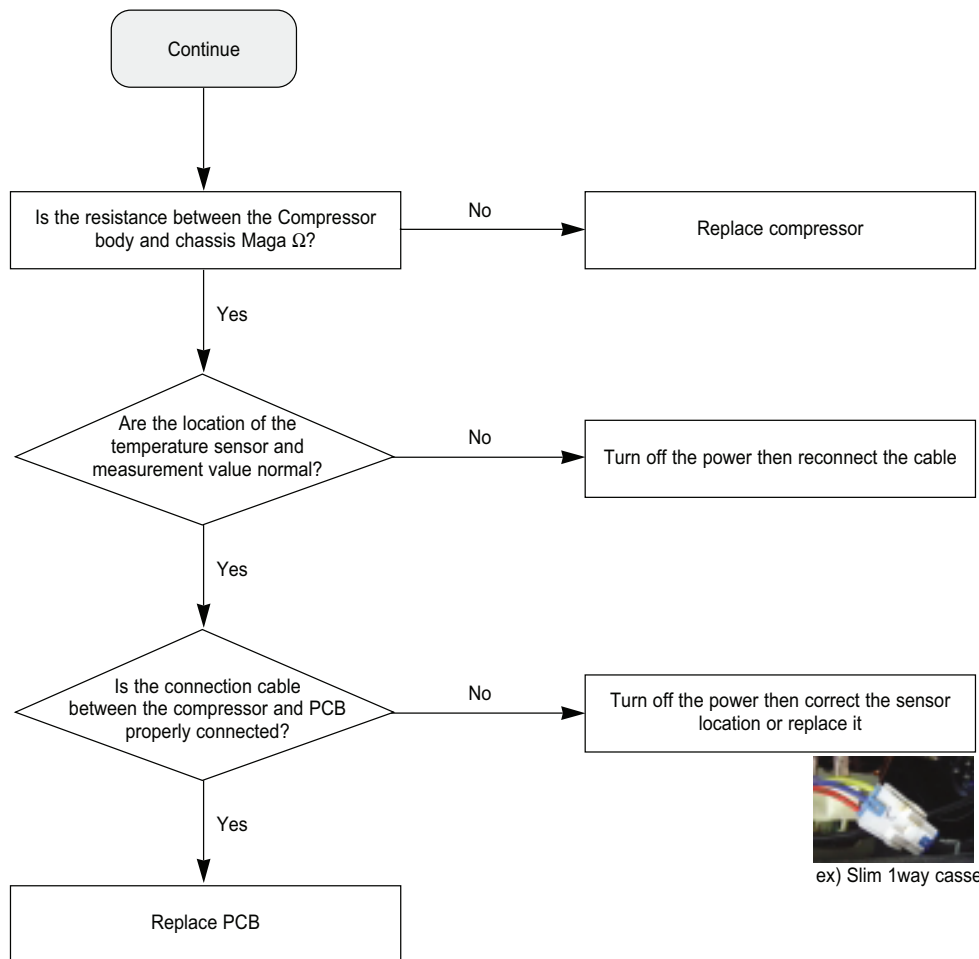 Continue
Is the resistance between the Compressor
body and chassis Maga Ω?
No
Replace compressor
Yes
Are the location of the
temperature sensor and
measurement value normal?
No
Turn off the power then reconnect the cable
Yes
Is the connection cable
between the compressor and PCB
properly connected?
No
Turn off the power then correct the sensor
location or replace it
Yes
ex) Slim 1way casse
Replace PCB